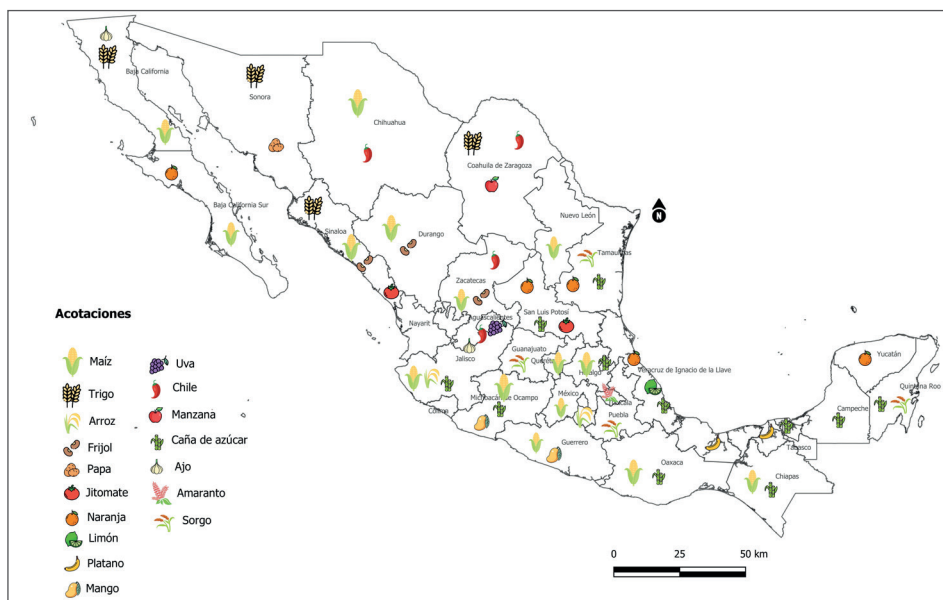 Baja California
Sonora
Chihuahua
Coahuila de Zaragoza
Nuevo León
N
Baja California Sur
Sinaloa
Durango
Tamaulipas
Zacatecas
Acotaciones
Nayarit
Aguascalientes
San Luis Potosí
Jalisco
Guanajuato
Querétaro
Hidalgo
Veracruz de Ignacio de la Llave
Yucatán
Quintana Roo
Colima
Michoacán de Ocampo
México
Tlaxcala
Puebla
Campeche
Tabasco
Guerrero
Oaxaca
Chiapas
Maíz
Trigo
Arroz
Frijol
Papa
Jitomate
Naranja
Limón
Platano
Mango
Uva
Chile
Manzana
Caña de azúcar
Ajo
Amaranto
Sorgo
0 25 50 km